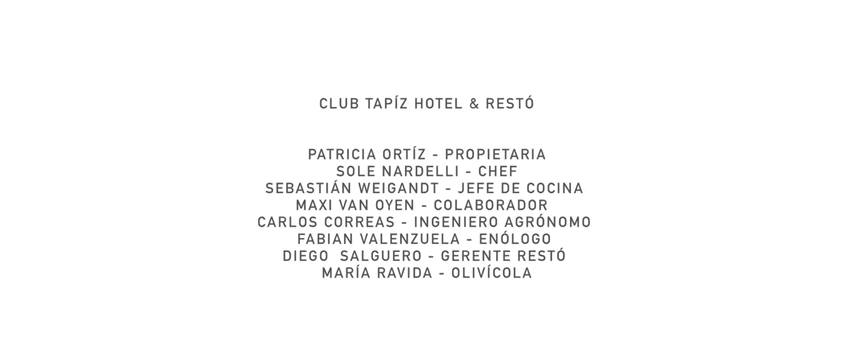 CLUB TAPÍZ HOTEL & RESTÓ
PATRICIA ORTÍZ - PROPIETARIA
SOLE NARDELLI - CHEF
SEBASTIÁN WEIGANDT - JEFE DE COCINA
MAXI VAN OYEN - COLABORADOR
CARLOS CORREAS - INGENIERO AGRÓNOMO
FABIAN VALENZUELA - ENÓLOGO
DIEGO  SALGUERO - GERENTE RESTÓ
MARÍA RAVIDA - OLIVÍCOLA